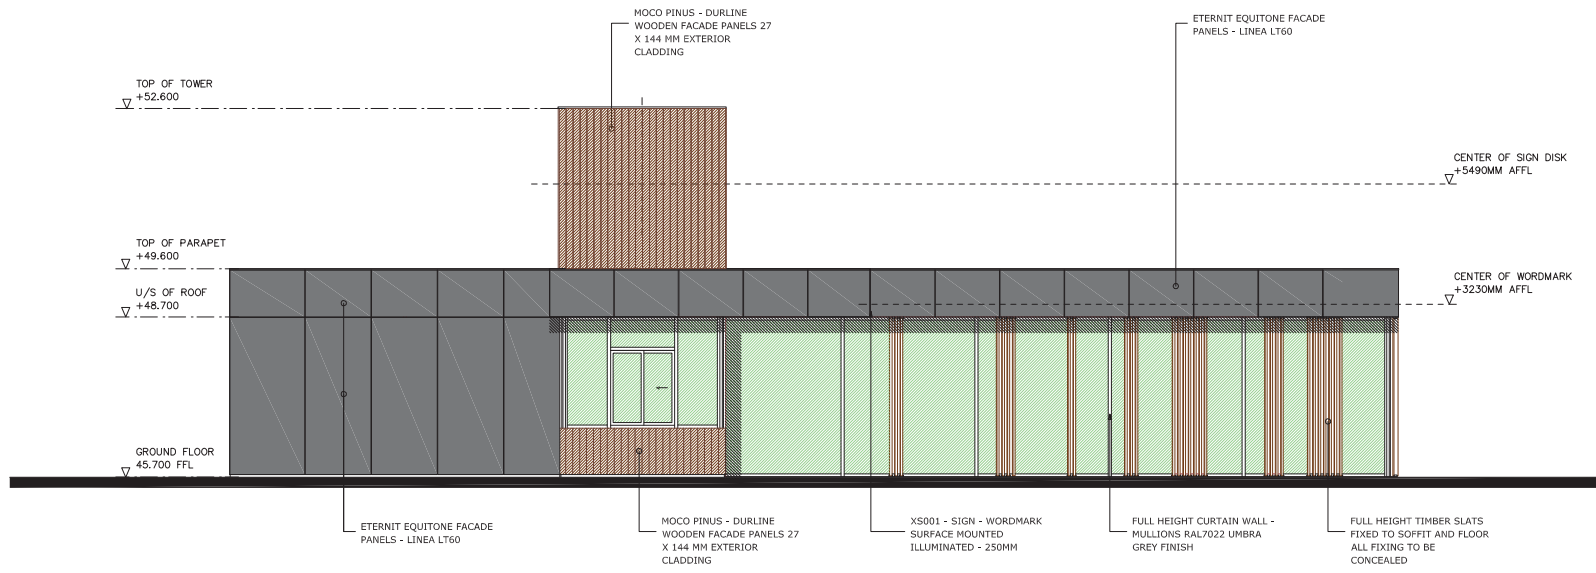 MOCO PINUS - DURLINE
WOODEN FACADE PANELS 27
X 144 MM EXTERIOR
CLADDING
ETERNIT EQUITONE FACADE
PANELS - LINEA LT60
TOP OF TOWER
+52.600
CENTER OF SIGN DISK
+5490MM AFFL
TOP OF PARAPET
+49.600
U/S OF ROOF
+48.700
CENTER OF WORDMARK
+3230MM AFFL
GROUND FLOOR
45.700 FFL
ETERNIT EQUITONE FACADE
PANELS - LINEA LT60
MOCO PINUS - DURLINE
WOODEN FACADE PANELS 27
X 144 MM EXTERIOR
CLADDING
XS001 - SIGN - WORDMARK
SURFACE MOUNTED
ILLUMINATED - 250MM
FULL HEIGHT CURTAIN WALL -
MULLIONS RAL7022 UMBRA
GREY FINISH
FULL HEIGHT TIMBER SLATS
FIXED TO SOFFIT AND FLOOR
ALL FIXING TO BE
CONCEALED